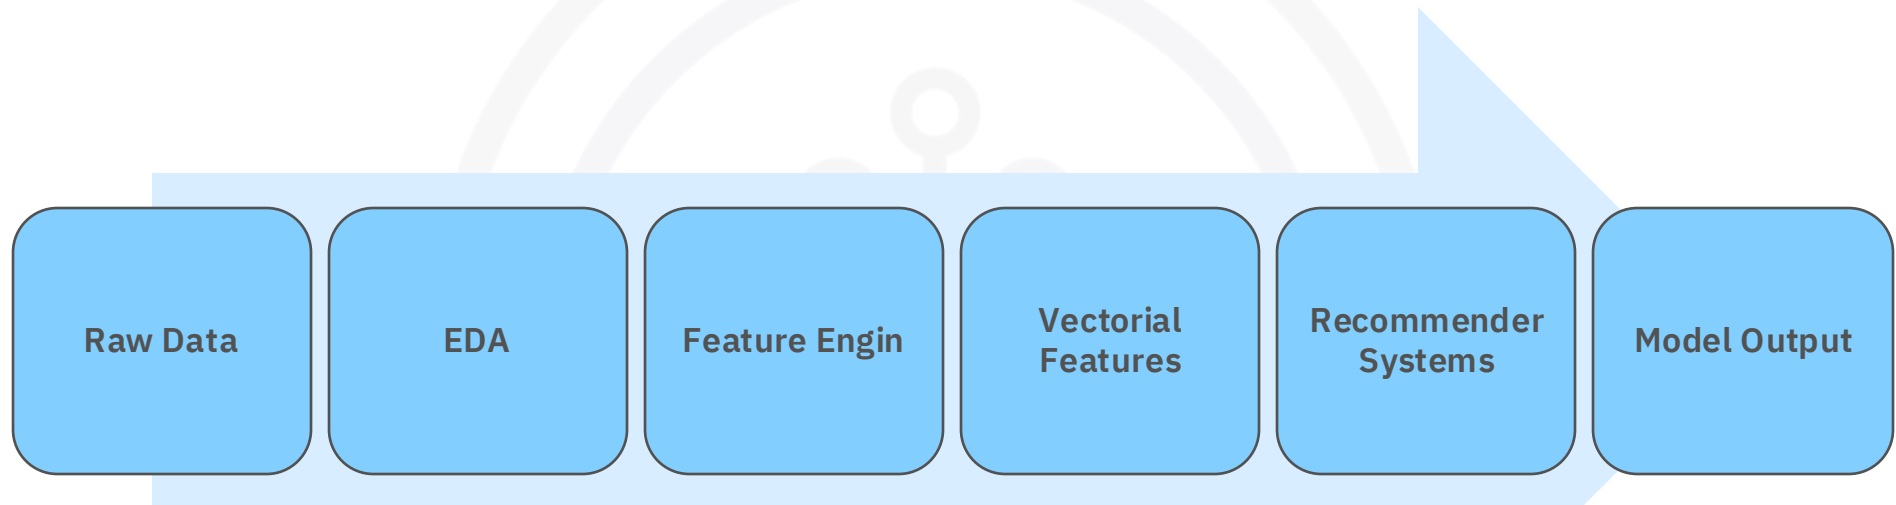 Raw Data
EDA
Feature Engin
Vectorial
Features
Recommender
Systems
Model Output